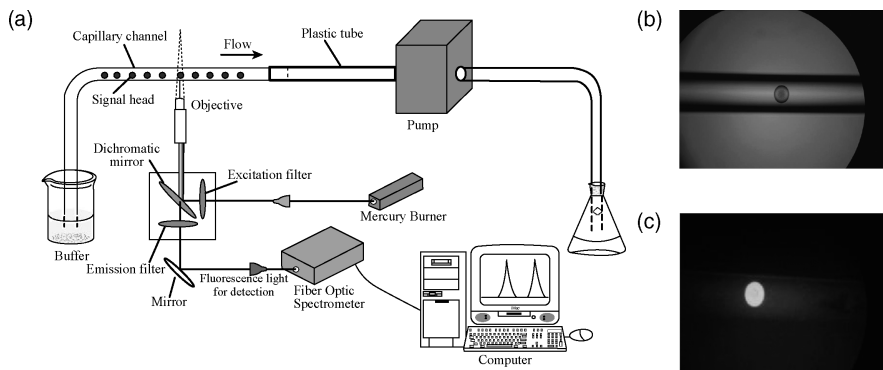 (a)
Capillary channel
Flow
Plastic tube
Signal head
Objective
Pump
Dichromatic
mirror
Excitation filter
Mercury Burner
Buffer
Emission filter
Mirror
Fluorescence light
for detection
Fiber Optic
Spectrometer
Computer
(b)
(c)